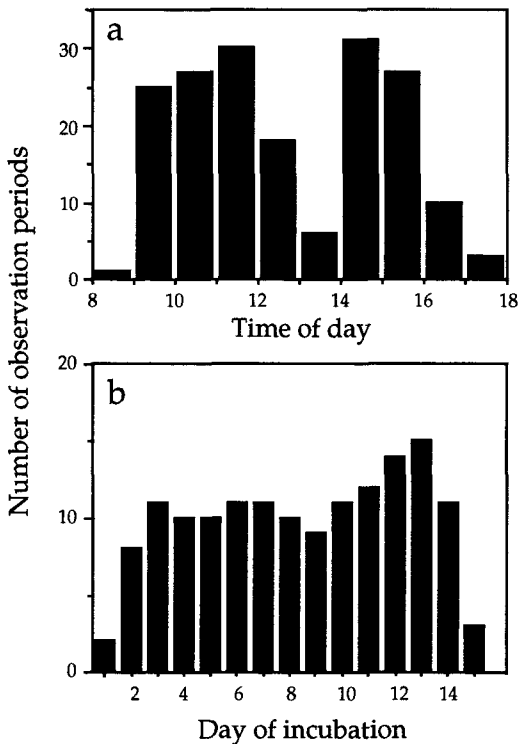 Number of observation periods
a
30
20
10
0
8 10 12 14 16 18
Time of day
b
20
10
0
2 4 6 8 10 12 14
Day of incubation